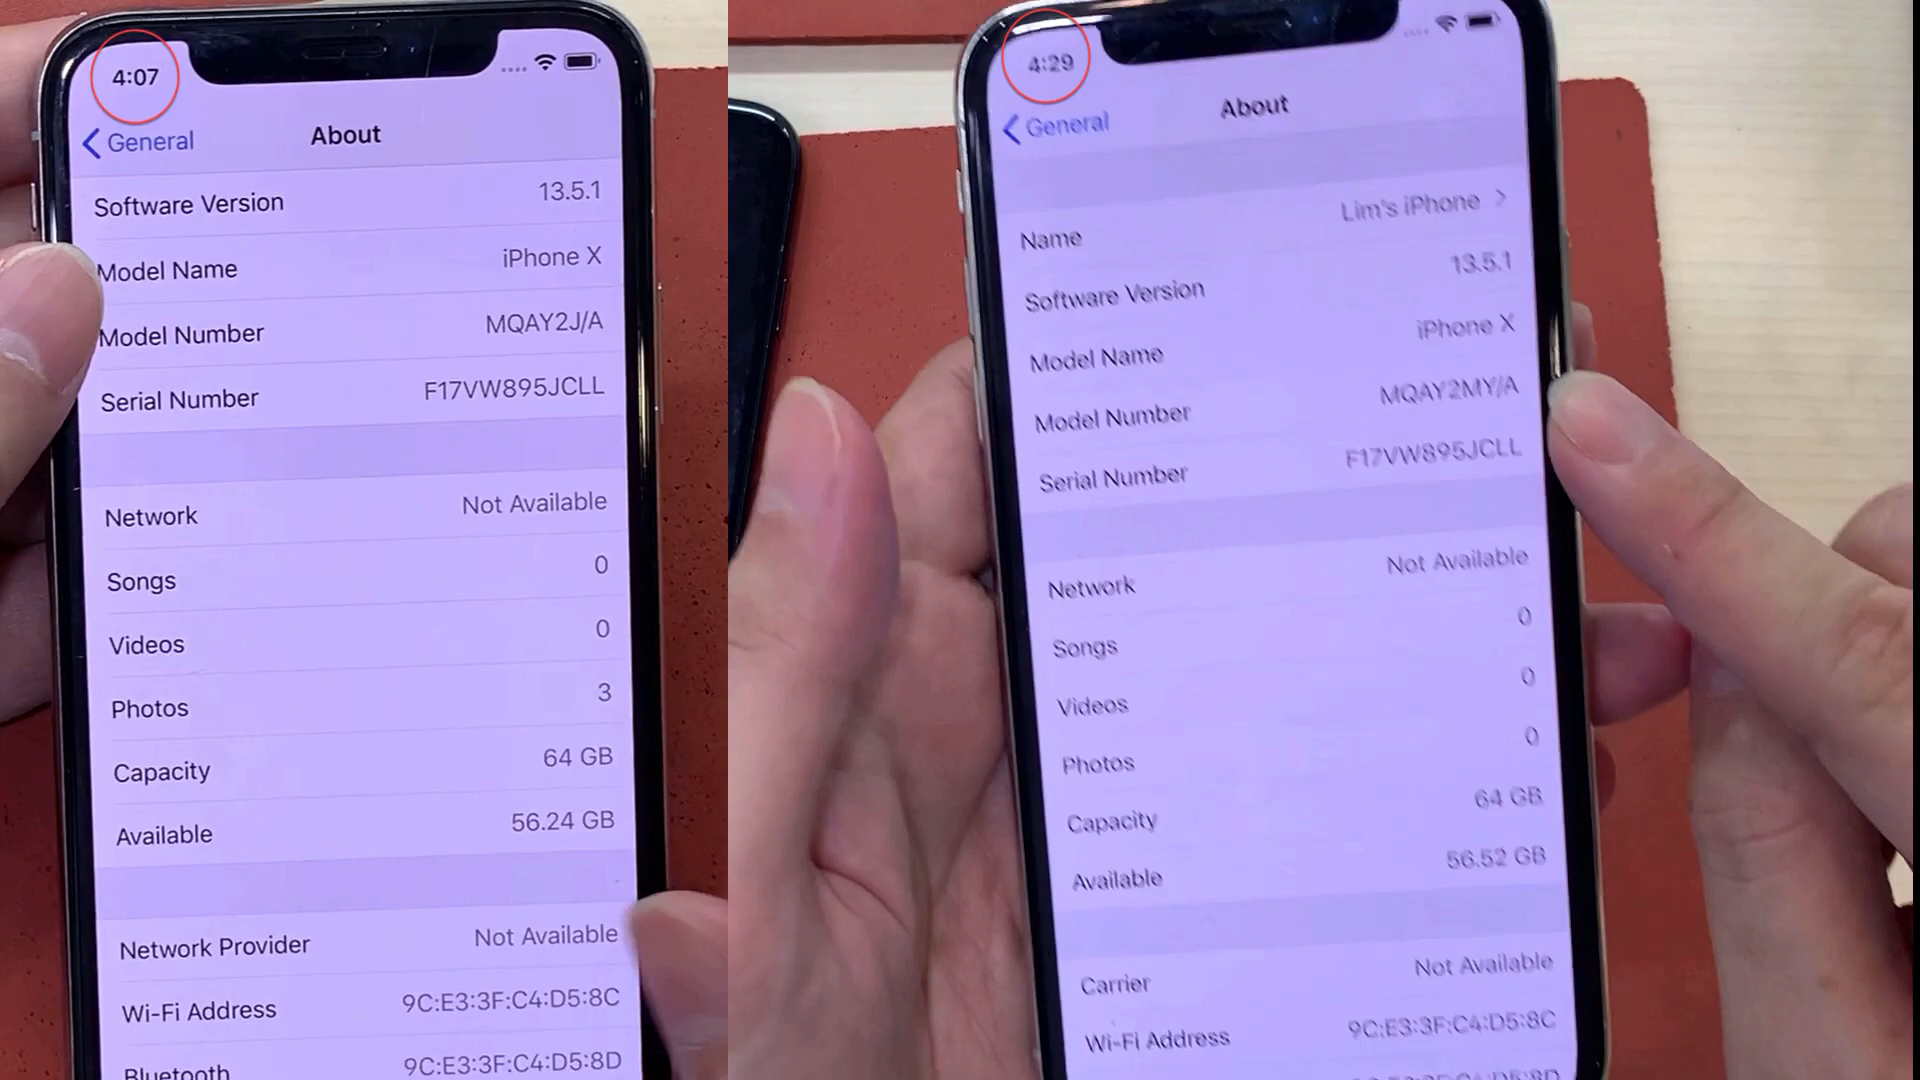 4:07
General
About
Software Version 13.5.1
Model Name iPhone X
Model Number MQAY2J/A
Serial Number F17VW895JCLL
Network Not Available
Songs 0
Videos 0
Photos 3
Capacity 64 GB
Available 56.24 GB
Network Provider Not Available
Wi-Fi Address 9C:E3:3F:C4:D5:8C
Bluetooth 9C:E3:3F:C4:D5:8D
4:29
General
About
Name Lim's iPhone
Software Version 13.5.1
Model Name iPhone X
Model Number MQAY2MY/A
Serial Number F17VW895JCLL
Network Not Available
Songs 0
Videos 0
Photos 0
Capacity 64 GB
Available 56.52 GB
Carrier Not Available
Wi-Fi Address 9C:E3:3F:C4:D5:8C